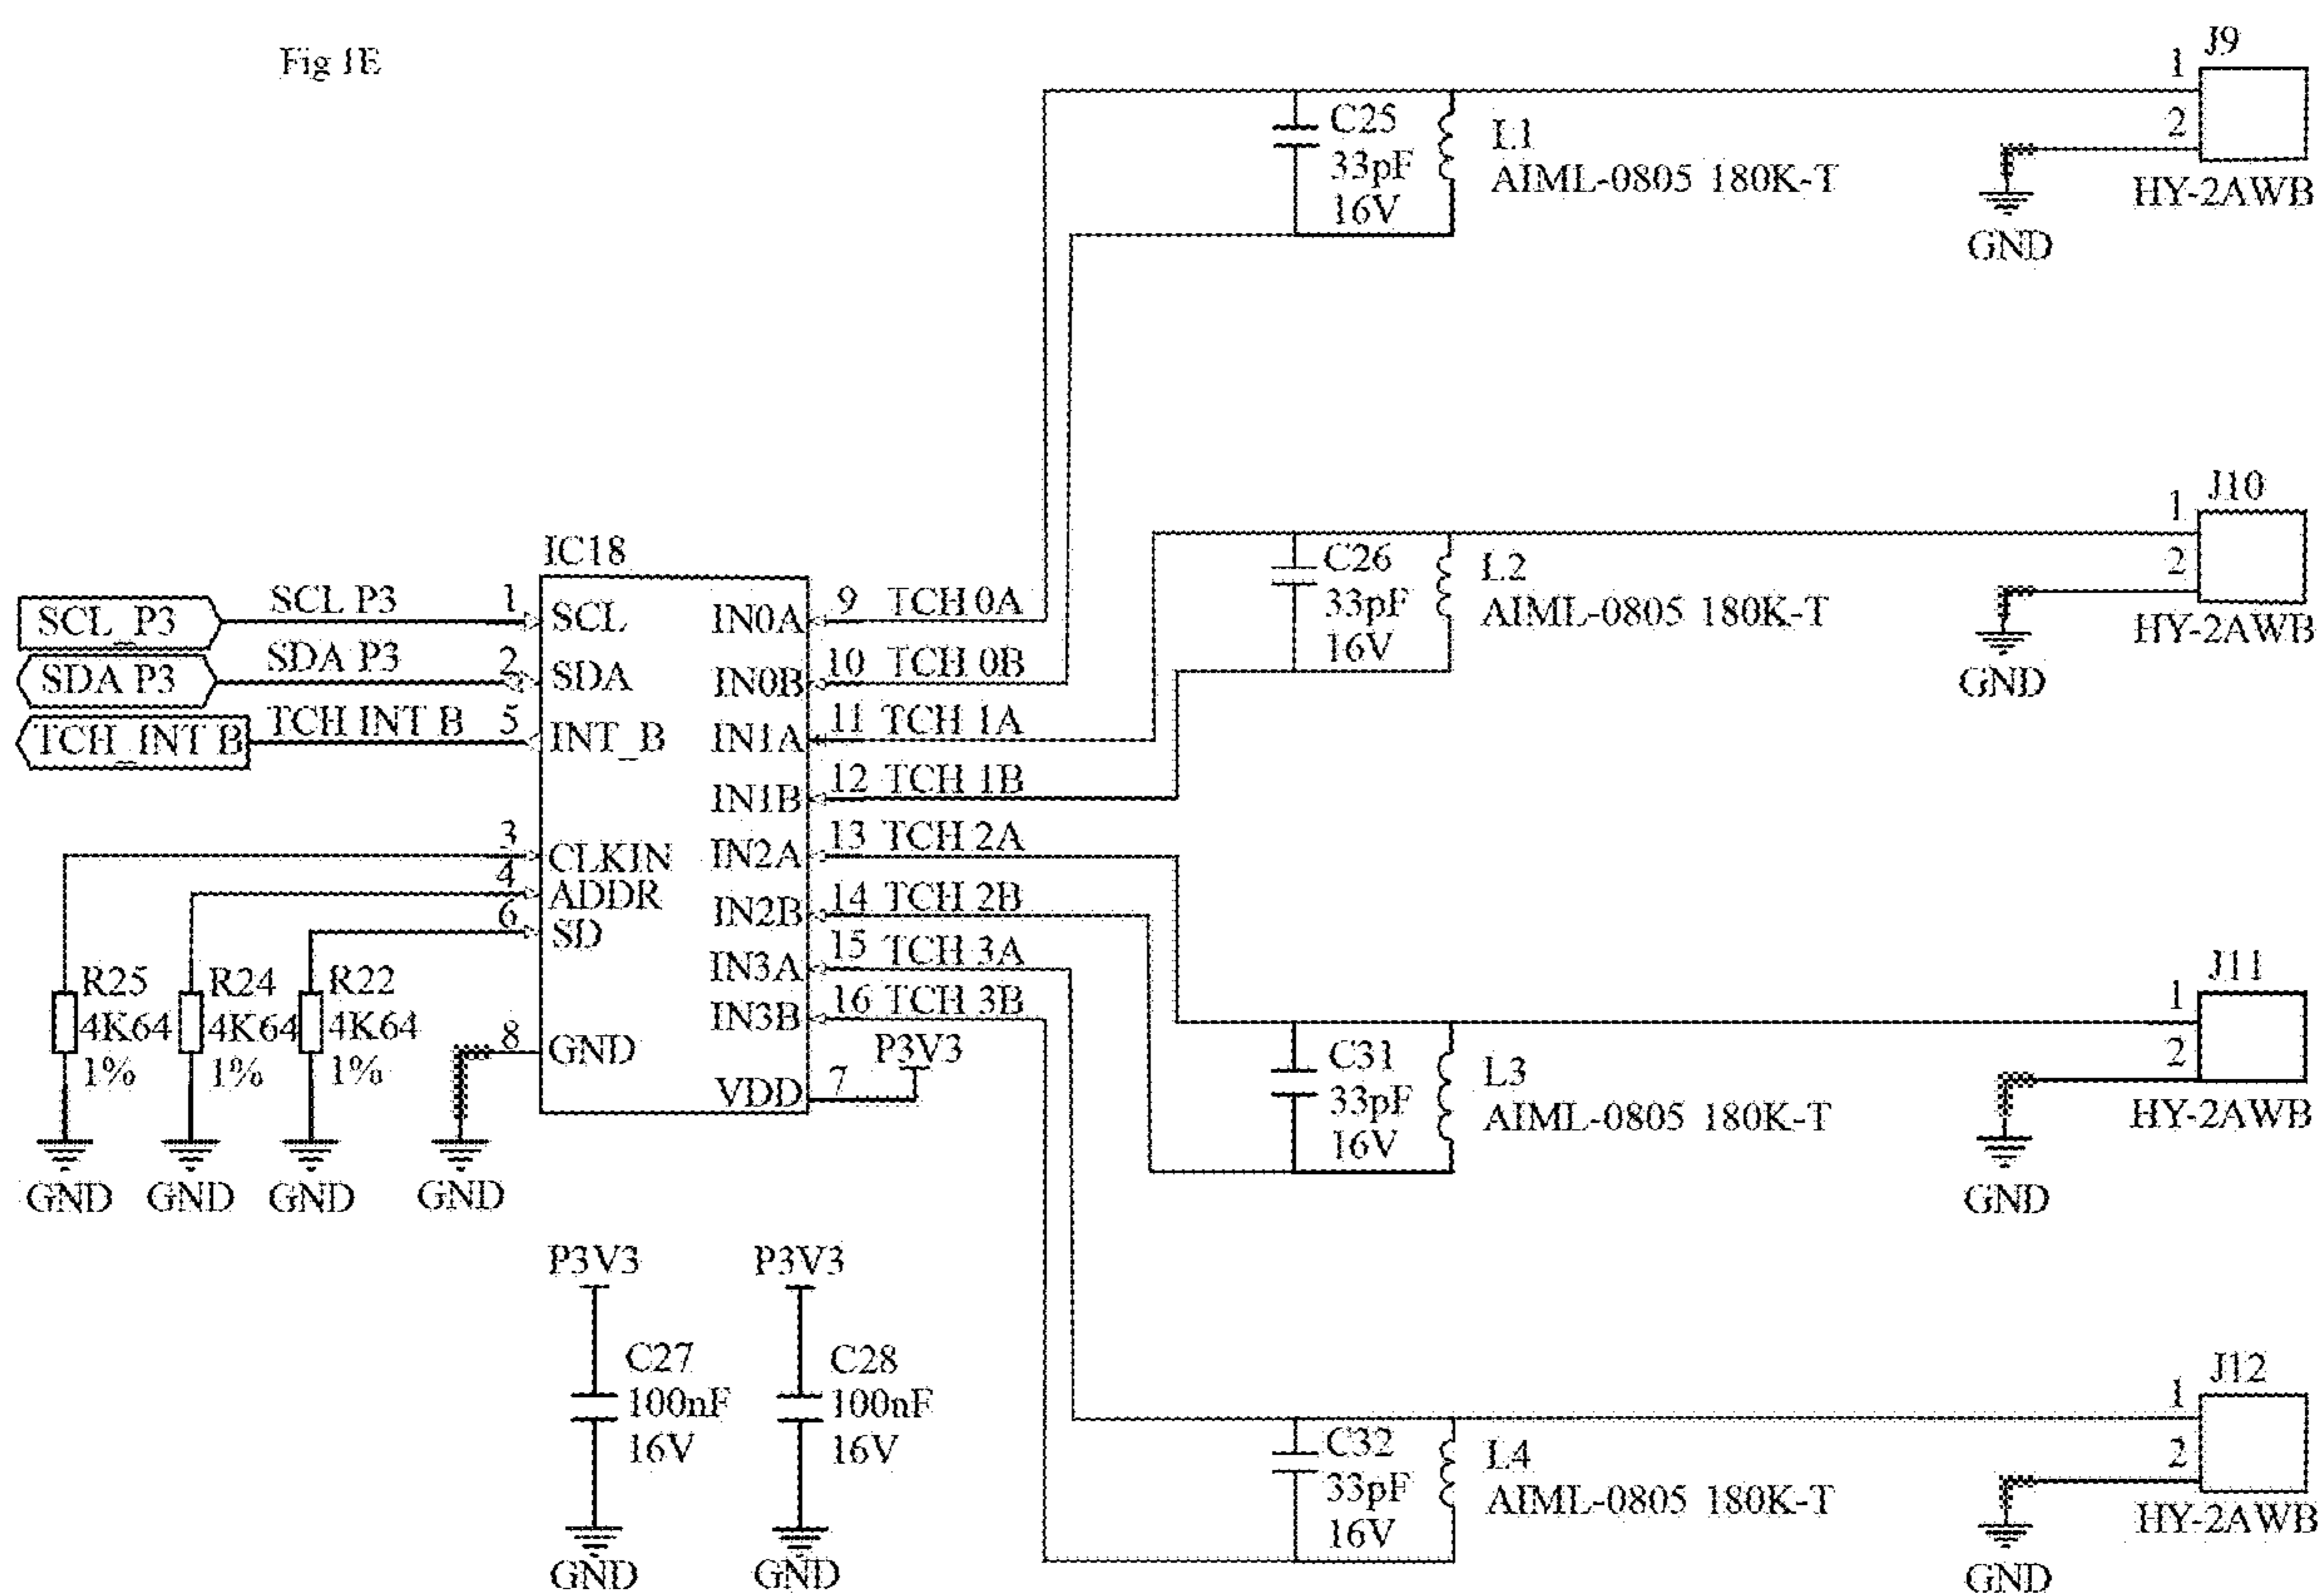 Fig 1E
J9
1
2
HY-2AWB
GND
C25
33pF
16V
L1
AIML-0805 180K-T
J10
1
2
HY-2AWB
GND
C26
33pF
16V
L2
AIML-0805 180K-T
IC18
SCL_P3
SCL P3
1
SCL
SDA P3
SDA P3
2
SDA
TCH_INT B
TCH INT B
5
INT_B
3
CLKIN
4
ADDR
6
SD
8
GND
IN0A
9
TCH 0A
IN0B
10
TCH 0B
IN1A
11
TCH 1A
IN1B
12
TCH 1B
IN2A
13
TCH 2A
IN2B
14
TCH 2B
IN3A
15
TCH 3A
IN3B
16
TCH 3B
VDD
7
P3V3
R25
4K64
1%
GND
R24
4K64
1%
GND
R22
4K64
1%
GND
GND
J11
1
2
HY-2AWB
GND
C31
33pF
16V
L3
AIML-0805 180K-T
P3V3
C27
100nF
16V
GND
P3V3
C28
100nF
16V
GND
J12
1
2
HY-2AWB
GND
C32
33pF
16V
L4
AIML-0805 180K-T